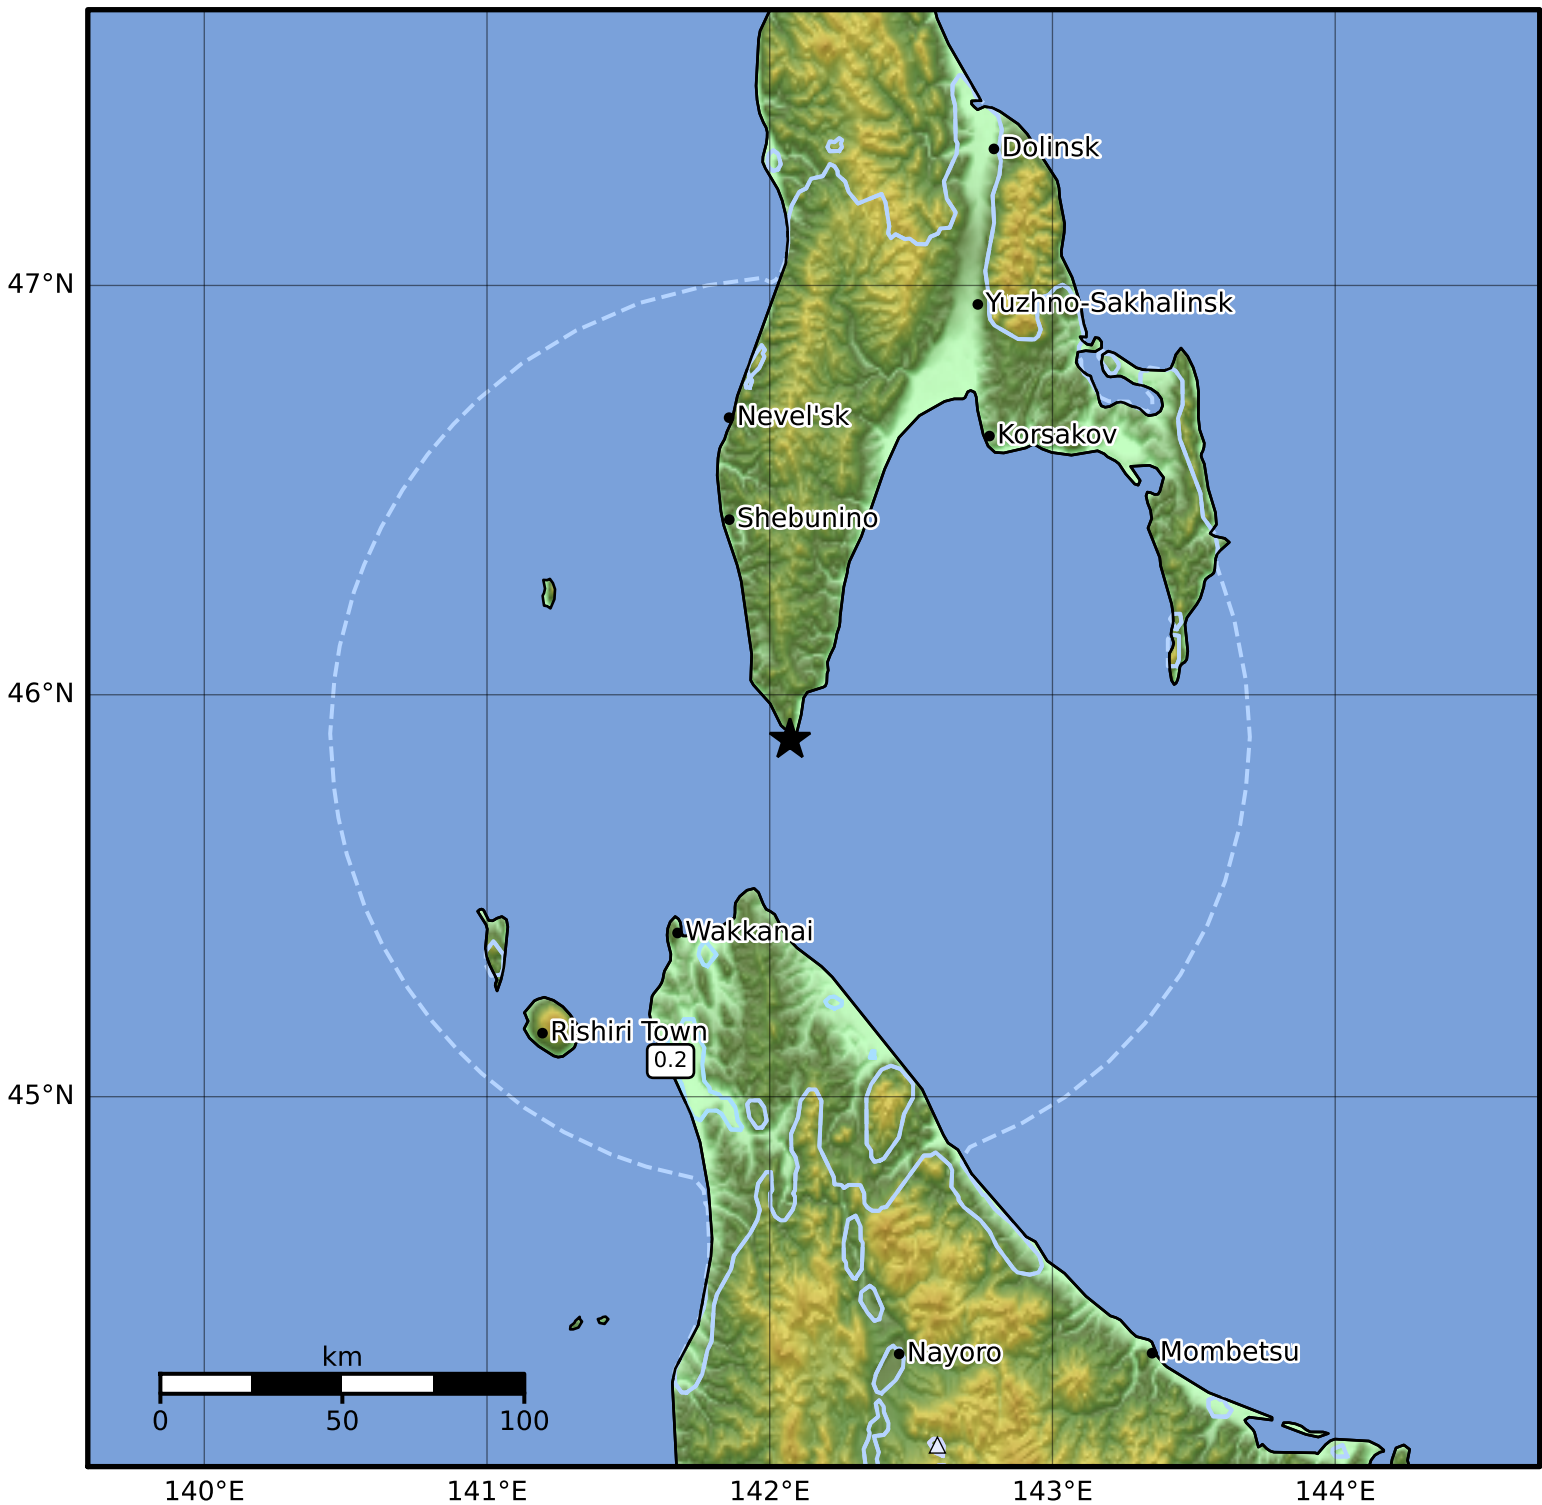 Dolinsk
47°N
Yuzhno-Sakhalinsk
Nevel'sk
Korsakov
Shebunino
46°N
Wakkanai
Rishiri Town
0.2
45°N
Nayoro
Mombetsu
km
0 50 100
140°E 141°E 142°E 143°E 144°E